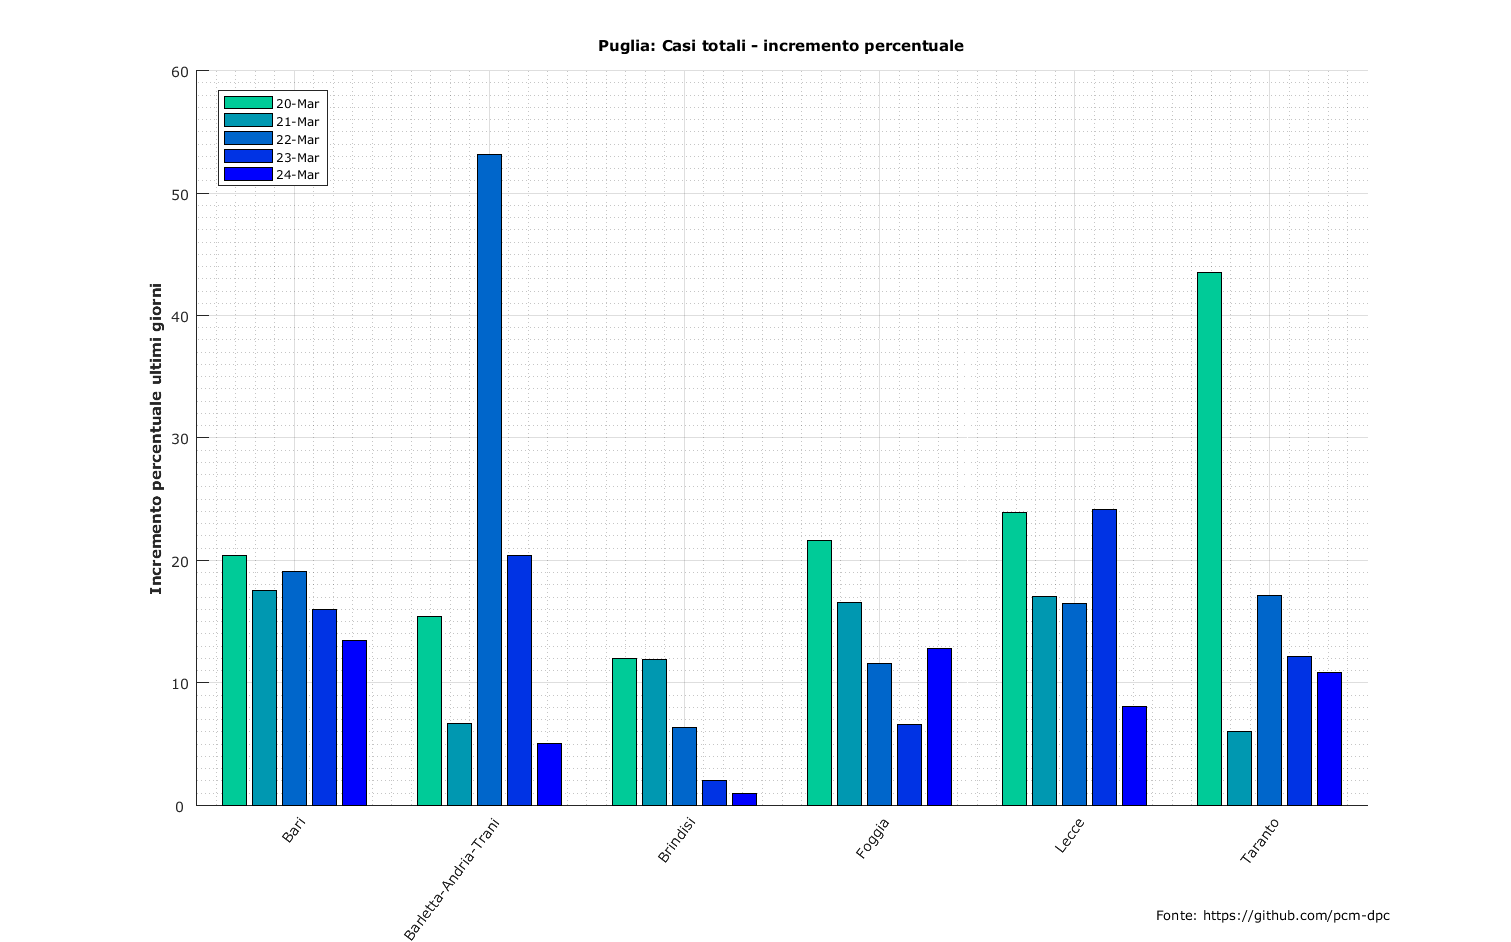 Puglia: Casi totali - incremento percentuale
60
50
40
30
20
10
0
Incremento percentuale ultimi giorni
20-Mar
21-Mar
22-Mar
23-Mar
24-Mar
Bari
Barletta-Andria-Trani
Brindisi
Foggia
Lecce
Taranto
Fonte: https://github.com/pcm-dpc